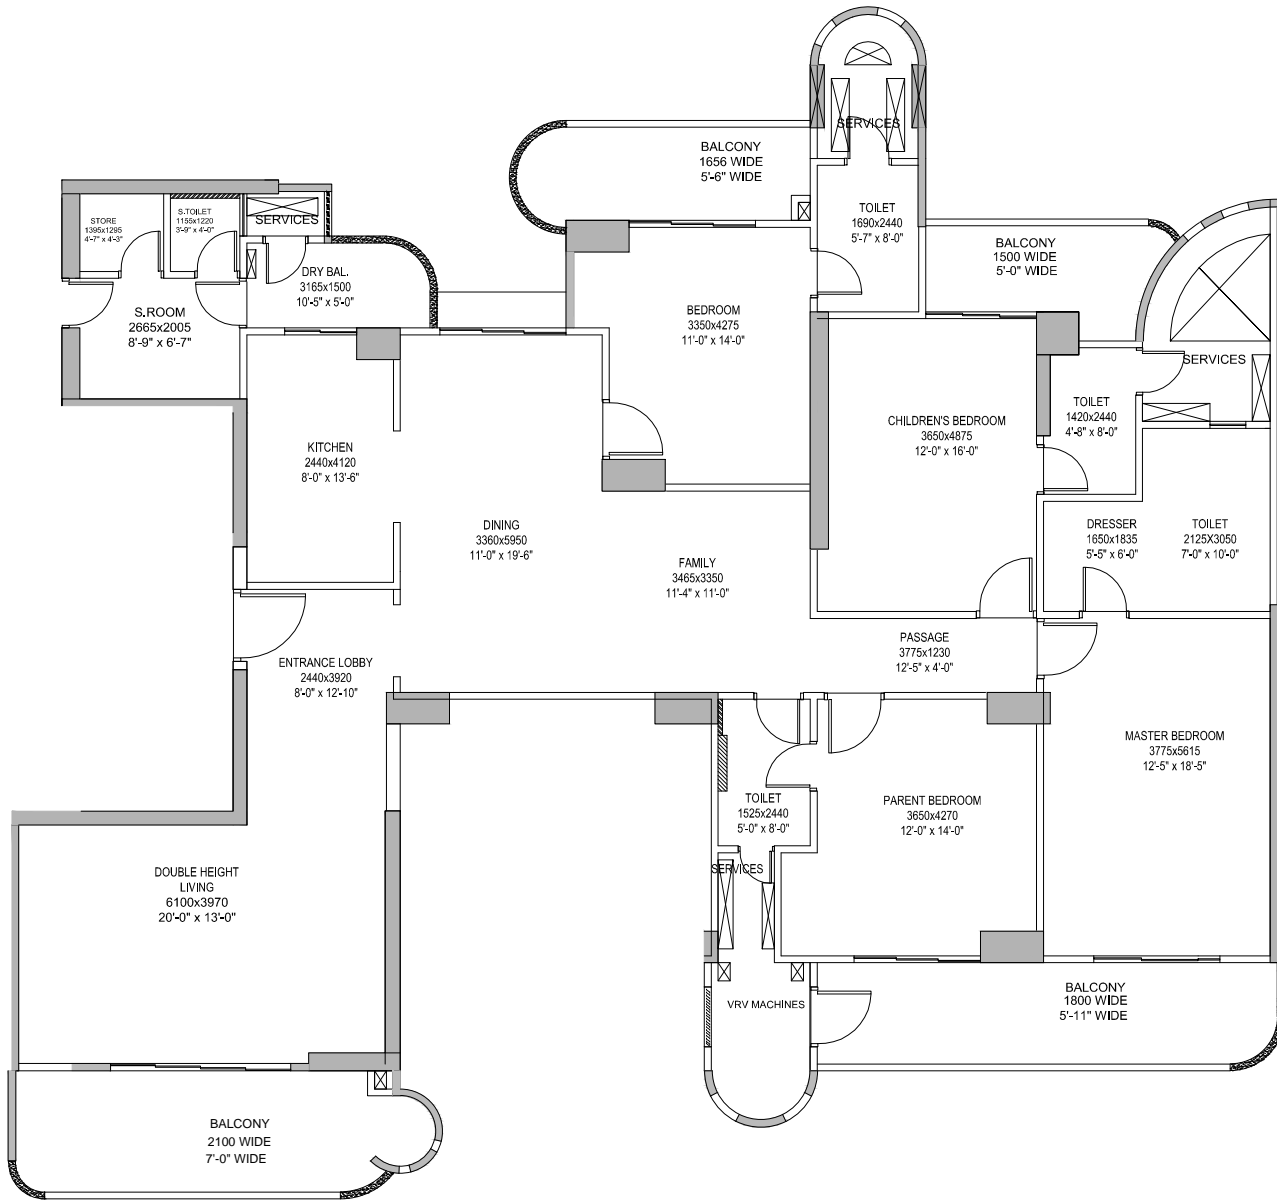 SERVICES
BALCONY
1656 WIDE
5'-6" WIDE
STORE
1395x1295
4'-7" x 4'-3"
S.TOILET
1155x1220
3'-9" x 4'-0"
SERVICES
TOILET
1690x2440
5'-7" x 8'-0"
BALCONY
1500 WIDE
5'-0" WIDE
DRY BAL.
3165x1500
10'-5" x 5'-0"
S.ROOM
2665x2005
8'-9" x 6'-7"
BEDROOM
3350x4275
11'-0" x 14'-0"
SERVICES
TOILET
1420x2440
4'-8" x 8'-0"
CHILDREN'S BEDROOM
3650x4875
12'-0" x 16'-0"
KITCHEN
2440x4120
8'-0" x 13'-6"
DINING
3360x5950
11'-0" x 19'-6"
DRESSER
1650x1835
5'-5" x 6'-0"
TOILET
2125X3050
7'-0" x 10'-0"
FAMILY
3465x3350
11'-4" x 11'-0"
PASSAGE
3775x1230
12'-5" x 4'-0"
ENTRANCE LOBBY
2440x3920
8'-0" x 12'-10"
MASTER BEDROOM
3775x5615
12'-5" x 18'-5"
TOILET
1525x2440
5'-0" x 8'-0"
PARENT BEDROOM
3650x4270
12'-0" x 14'-0"
SERVICES
DOUBLE HEIGHT
LIVING
6100x3970
20'-0" x 13'-0"
VRV MACHINES
BALCONY
1800 WIDE
5'-11" WIDE
BALCONY
2100 WIDE
7'-0" WIDE